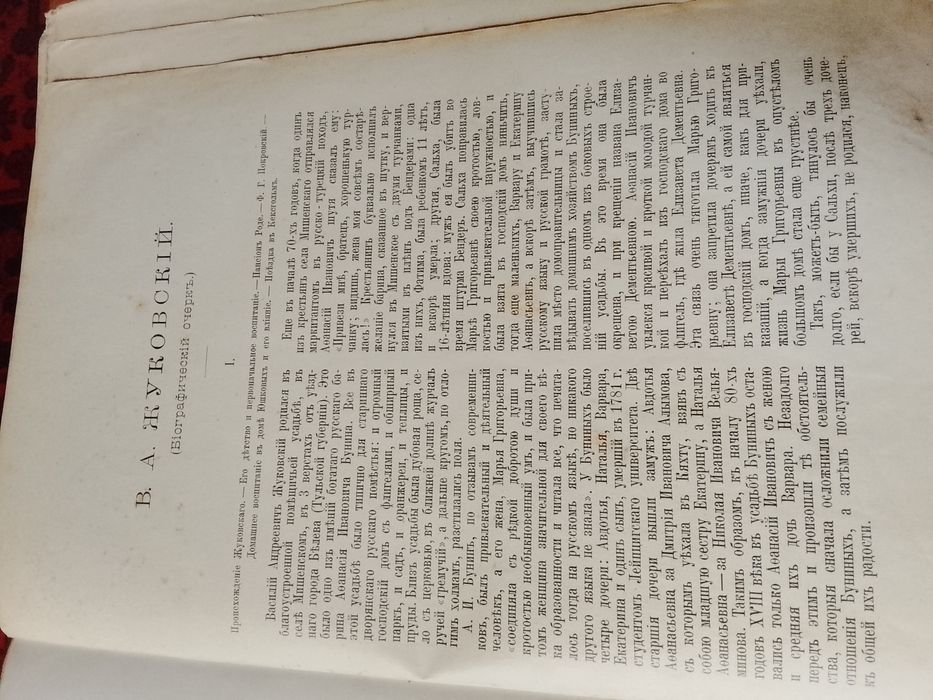 В. А. ЖУКОВСКІЙ.
(Біографическій очеркъ.)
I.
Происхожденіе Жуковскаго. — Его дѣтство и первоначальное воспитаніе. — Пансіонъ Роде. — Ф. Г. Покровскій. —
Домашнее воспитаніе въ домѣ Юшковыхъ и его вліяніе. — Поѣздка въ Кексгольмъ.
Василій Андреевичъ Жуковскій родился въ
благоустроенной помѣщичьей усадьбѣ, въ
селѣ Мишенскомъ, въ 3 верстахъ отъ уѣзд-
наго города Бѣлева (Тульской губерніи). Это
было одно изъ имѣній богатаго русскаго ба-
рина Аѳанасія Ивановича Бунина. Все въ
этой усадьбѣ было типично для стариннаго
дворянскаго русскаго помѣстья: и огромный
господскій домъ съ флигелями, и обширный
паркъ, и садъ, и оранжереи, и теплицы, и
пруды. Близъ усадьбы была дубовая роща, се-
ло съ церковью, въ ближней долинѣ журчалъ
ручей «гремучій», а дальше кругомъ, по отло-
гимъ холмамъ, разстилались поля.
А. И. Бунинъ, по отзывамъ современни-
ковъ, былъ привлекательный и дѣятельный
человѣкъ, а его жена, Марья Григорьевна,
«соединяла съ рѣдкой добротою души и
кротостью необыкновенный умъ, и была при-
томъ женщина значительной для своего вѣ-
ка образованности и читала все, что печата-
лось тогда на русскомъ языкѣ, но никакого
другого языка не знала». У Буниныхъ было
четыре дочери: Авдотья, Наталья, Варвара,
Екатерина и одинъ сынъ, умершій въ 1781 г.
студентомъ Лейпцигскаго университета. Двѣ
старшія дочери вышли замужъ: Авдотья
Аѳанасьевна за Дмитрія Ивановича Алымова,
съ которымъ уѣхала въ Кяхту, взявъ съ
собою младшую сестру Екатерину, а Наталья
Аѳанасьевна — за Николая Ивановича Велья-
минова. Такимъ образомъ, къ началу 80-хъ
годовъ XVIII вѣка въ усадьбѣ Буниныхъ оста-
вались только Аѳанасій Ивановичъ съ женою
и средняя ихъ дочь Варвара. Незадолго
передъ этимъ и произошли тѣ обстоятель-
ства, которыя сначала осложнили семейныя
отношенія Буниныхъ, а затѣмъ послужили
къ общей ихъ радости.
Еще въ началѣ 70-хъ годовъ, когда одинъ
изъ крестьянъ села Мишенскаго отправлялся
маркитантомъ въ русско-турецкій походъ,
Аѳанасій Ивановичъ шутя сказалъ ему:
«Привези мнѣ, братецъ, хорошенькую тур-
чанку; видишь, жена моя совсѣмъ состарѣ-
лась!» Крестьянинъ буквально исполнилъ
желаніе барина, сказанное въ шутку, и вер-
нулся въ Мишенское съ двумя турчанками,
взятыми въ плѣнъ подъ Бендерами: одна
изъ нихъ, Фатима, была ребенкомъ 11 лѣтъ,
и вскорѣ умерла; другая, Сальха, была
16-лѣтняя вдова; мужъ ея былъ убитъ во
время штурма Бендеръ. Сальха понравилась
Марьѣ Григорьевнѣ своею кротостью, лов-
костью и привлекательной наружностью, и
была взята въ господскій домъ няньчить
тогда еще маленькихъ, Варвару и Екатерину
Аѳанасьевнъ, а вскорѣ затѣмъ, выучившись
русскому языку и русской грамотѣ, засту-
пила мѣсто домоправительницы и стала за-
вѣдывать домашнимъ хозяйствомъ Буниныхъ,
поселившись въ одномъ изъ боковыхъ строе-
ній усадьбы. Въ это время она была
окрещена, и при крещеніи названа Елиза-
ветою Дементьевною. Аѳанасій Ивановичъ
увлекся красивой и кроткой молодой турчан-
кой и переѣхалъ изъ господскаго дома во
флигель, гдѣ жила Елизавета Дементьевна.
Эта связь очень тяготила Марью Григо-
рьевну; она запретила дочерямъ ходить къ
Елизаветѣ Дементьевнѣ, а ей самой являться
въ господскій домъ, иначе, какъ для при-
казаній, а когда замужнія дочери уѣхали,
жизнь Марьи Григорьевны въ опустѣломъ
большомъ домѣ стала еще грустнѣе.
Такъ, можетъ-быть, тянулось бы очень
долго, если бы у Сальхи, послѣ трехъ доче-
рей, вскорѣ умершихъ, не родился, наконецъ,